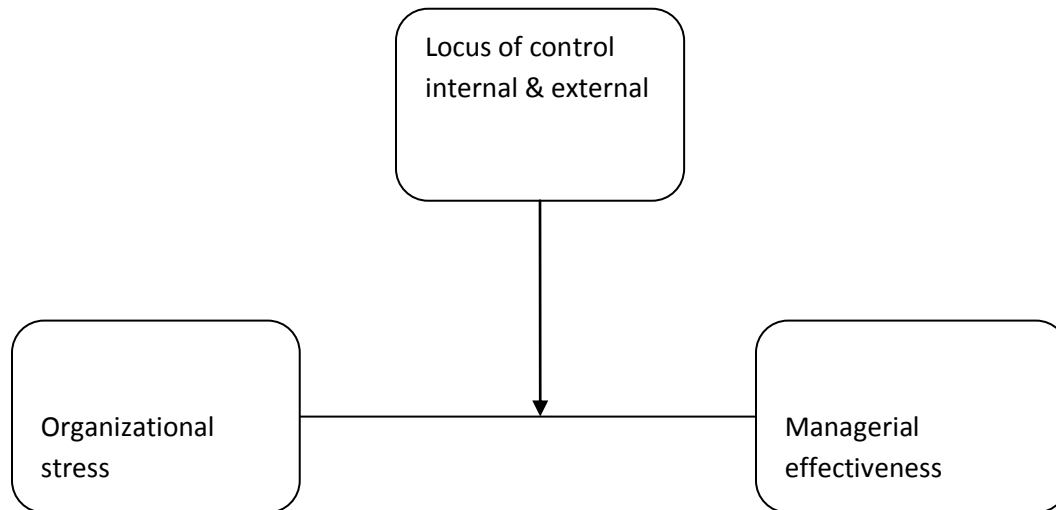 Locus of control
internal & external
Organizational
stress
Managerial
effectiveness